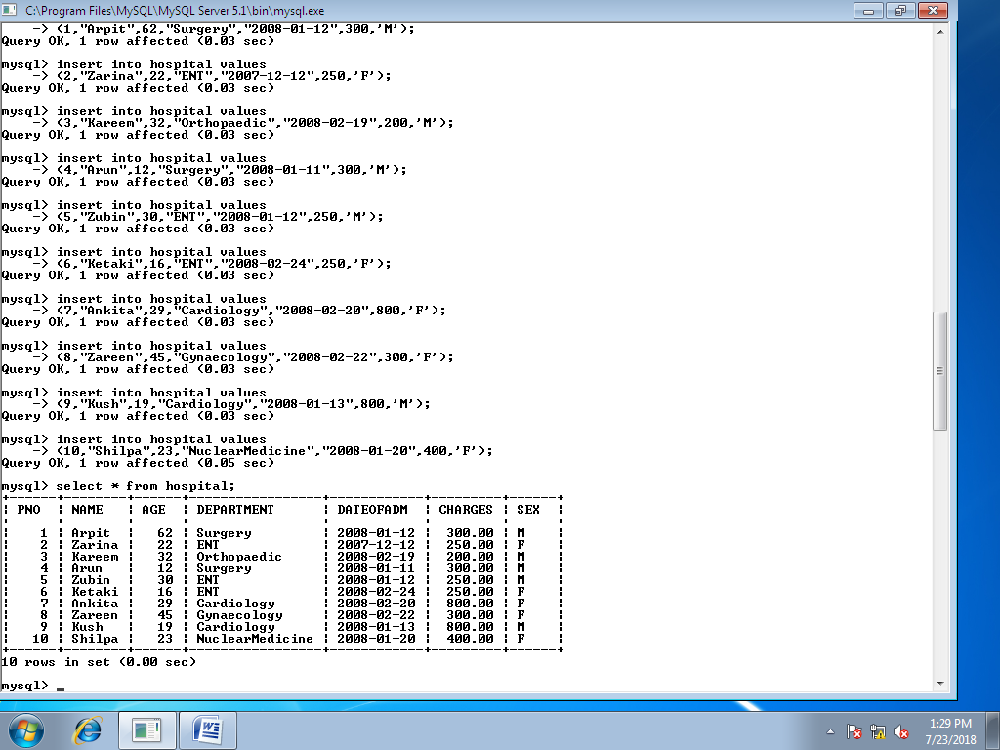 C:\Program Files\MySQL\MySQL Server 5.1\bin\mysql.exe
    -> (1,"Arpit",62,"Surgery","2008-01-12",300,'M');
Query OK, 1 row affected (0.03 sec)
mysql> insert into hospital values
    -> (2,"Zarina",22,"ENT","2007-12-12",250,'F');
Query OK, 1 row affected (0.03 sec)
mysql> insert into hospital values
    -> (3,"Kareem",32,"Orthopaedic","2008-02-19",200,'M');
Query OK, 1 row affected (0.03 sec)
mysql> insert into hospital values
    -> (4,"Arun",12,"Surgery","2008-01-11",300,'M');
Query OK, 1 row affected (0.03 sec)
mysql> insert into hospital values
    -> (5,"Zubin",30,"ENT","2008-01-12",250,'M');
Query OK, 1 row affected (0.03 sec)
mysql> insert into hospital values
    -> (6,"Ketaki",16,"ENT","2008-02-24",250,'F');
Query OK, 1 row affected (0.03 sec)
mysql> insert into hospital values
    -> (7,"Ankita",29,"Cardiology","2008-02-20",800,'F');
Query OK, 1 row affected (0.03 sec)
mysql> insert into hospital values
    -> (8,"Zareen",45,"Gynaecology","2008-02-22",300,'F');
Query OK, 1 row affected (0.03 sec)
mysql> insert into hospital values
    -> (9,"Kush",19,"Cardiology","2008-01-13",800,'M');
Query OK, 1 row affected (0.03 sec)
mysql> insert into hospital values
    -> (10,"Shilpa",23,"NuclearMedicine","2008-01-20",400,'F');
Query OK, 1 row affected (0.05 sec)
mysql> select * from hospital;
+------+--------+------+-----------------+------------+---------+------+
| PNO | NAME | AGE | DEPARTMENT | DATEOFADM | CHARGES | SEX |
+------+--------+------+-----------------+------------+---------+------+
| 1 | Arpit | 62 | Surgery | 2008-01-12 | 300.00 | M |
| 2 | Zarina | 22 | ENT | 2007-12-12 | 250.00 | F |
| 3 | Kareem | 32 | Orthopaedic | 2008-02-19 | 200.00 | M |
| 4 | Arun | 12 | Surgery | 2008-01-11 | 300.00 | M |
| 5 | Zubin | 30 | ENT | 2008-01-12 | 250.00 | M |
| 6 | Ketaki | 16 | ENT | 2008-02-24 | 250.00 | F |
| 7 | Ankita | 29 | Cardiology | 2008-02-20 | 800.00 | F |
| 8 | Zareen | 45 | Gynaecology | 2008-02-22 | 300.00 | F |
| 9 | Kush | 19 | Cardiology | 2008-01-13 | 800.00 | M |
| 10 | Shilpa | 23 | NuclearMedicine | 2008-01-20 | 400.00 | F |
+------+--------+------+-----------------+------------+---------+------+
10 rows in set (0.00 sec)
mysql> _
1:29 PM
7/23/2018